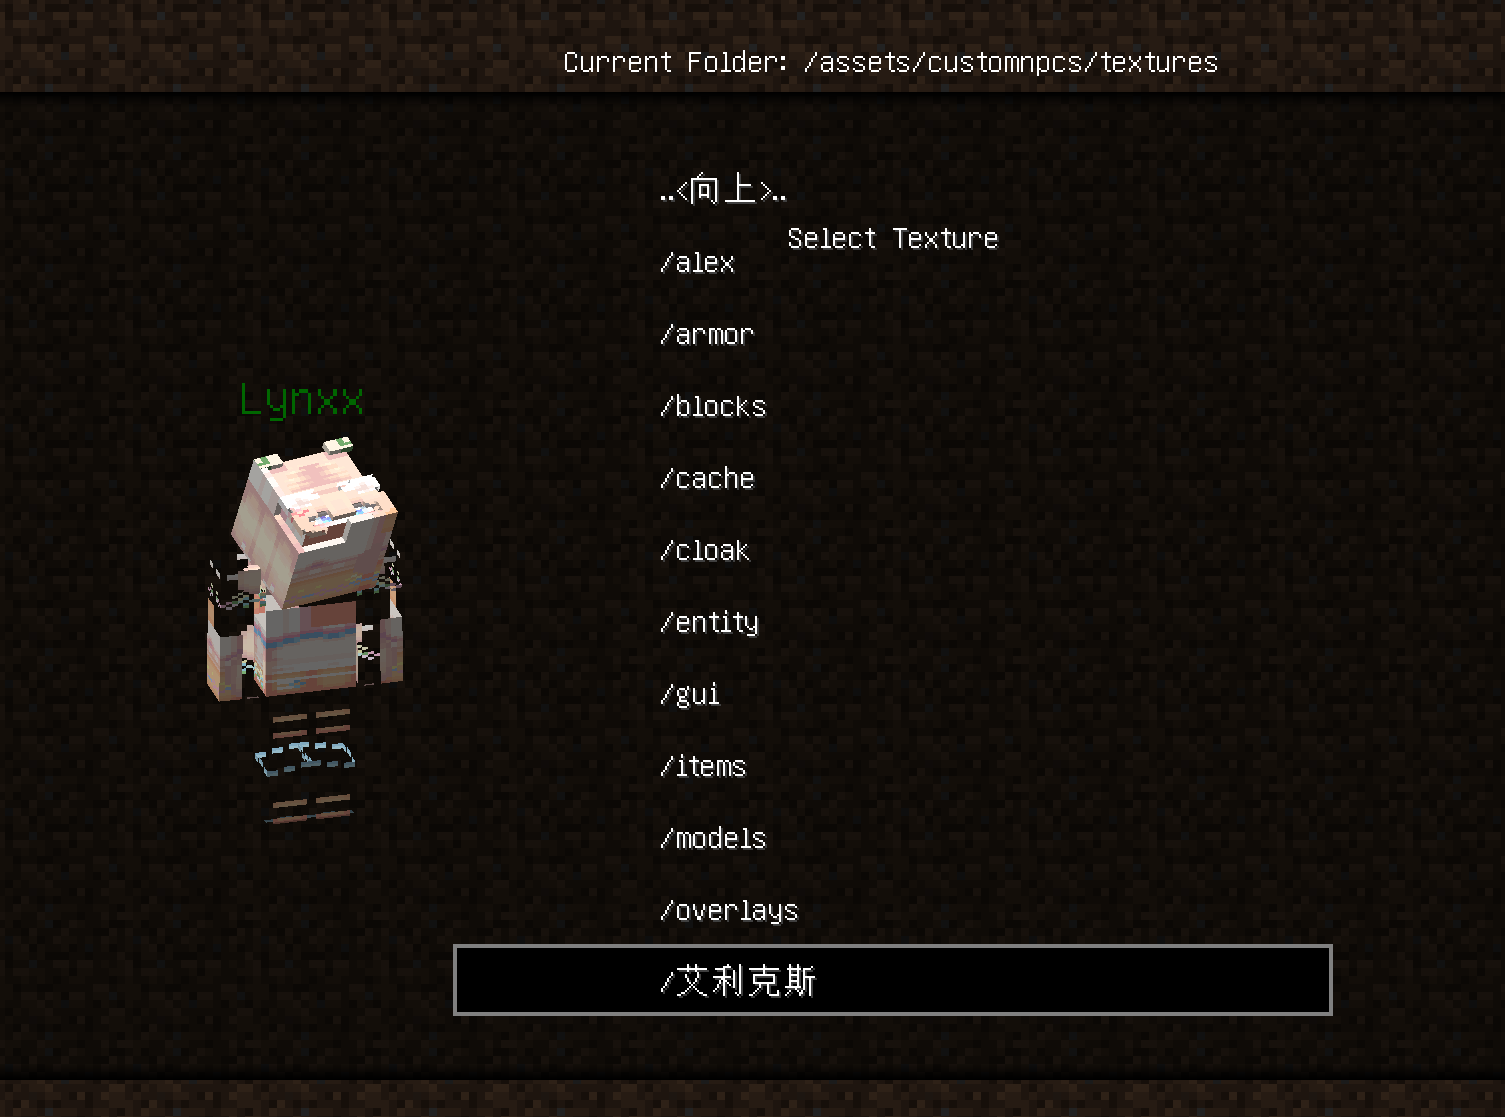 Current Folder: /assets/customnpcs/textures
..<向上>..
Select Texture
/alex
/armor
/blocks
Lynxx
/cache
/cloak
/entity
/gui
/items
/models
/overlays
/艾利克斯